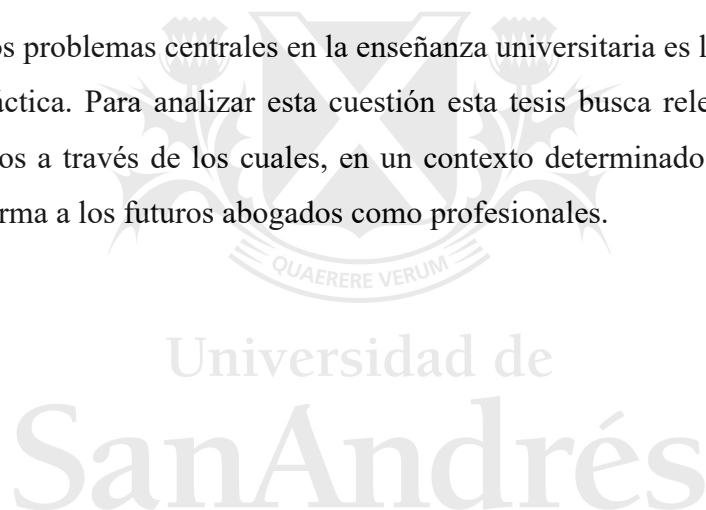 os problemas centrales en la enseñanza universitaria es l
áctica. Para analizar esta cuestión esta tesis busca rele
os a través de los cuales, en un contexto determinado
rma a los futuros abogados como profesionales.
QUAERERE VERUM
Universidad de
SanAndrés